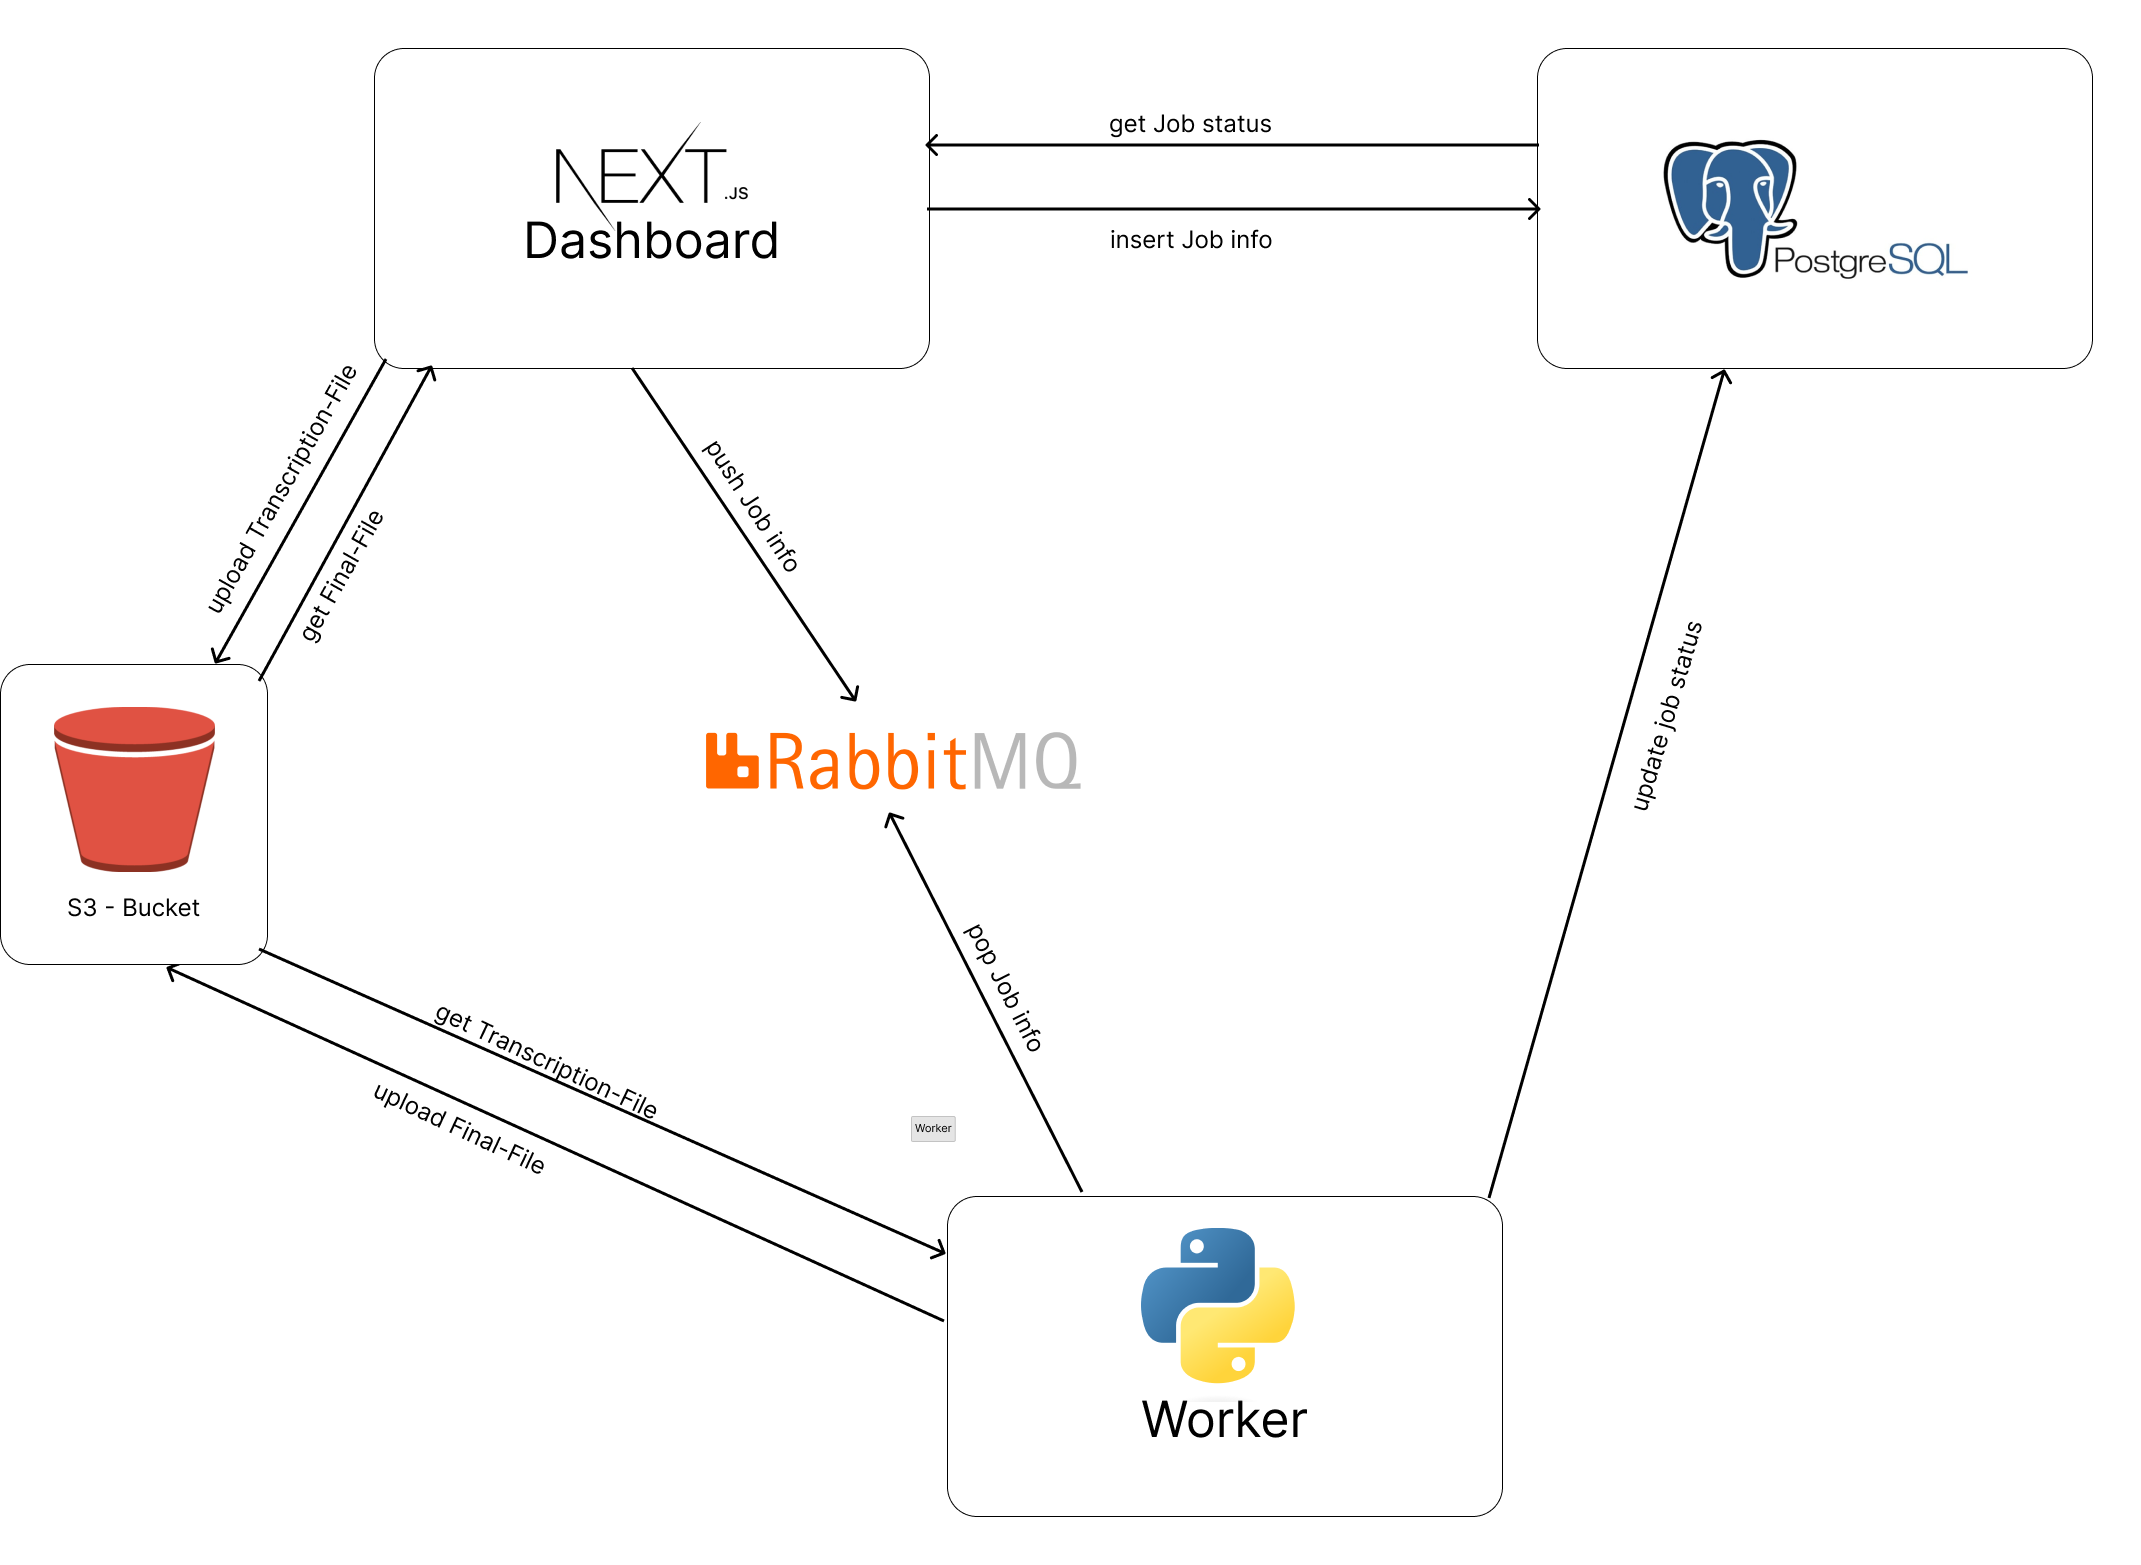 NEXT.JS
Dashboard
get Job status
insert Job info
PostgreSQL
upload Transcription-File
get Final-File
push Job info
update job status
RabbitMQ
S3 - Bucket
pop Job info
get Transcription-File
upload Final-File
Worker
Worker